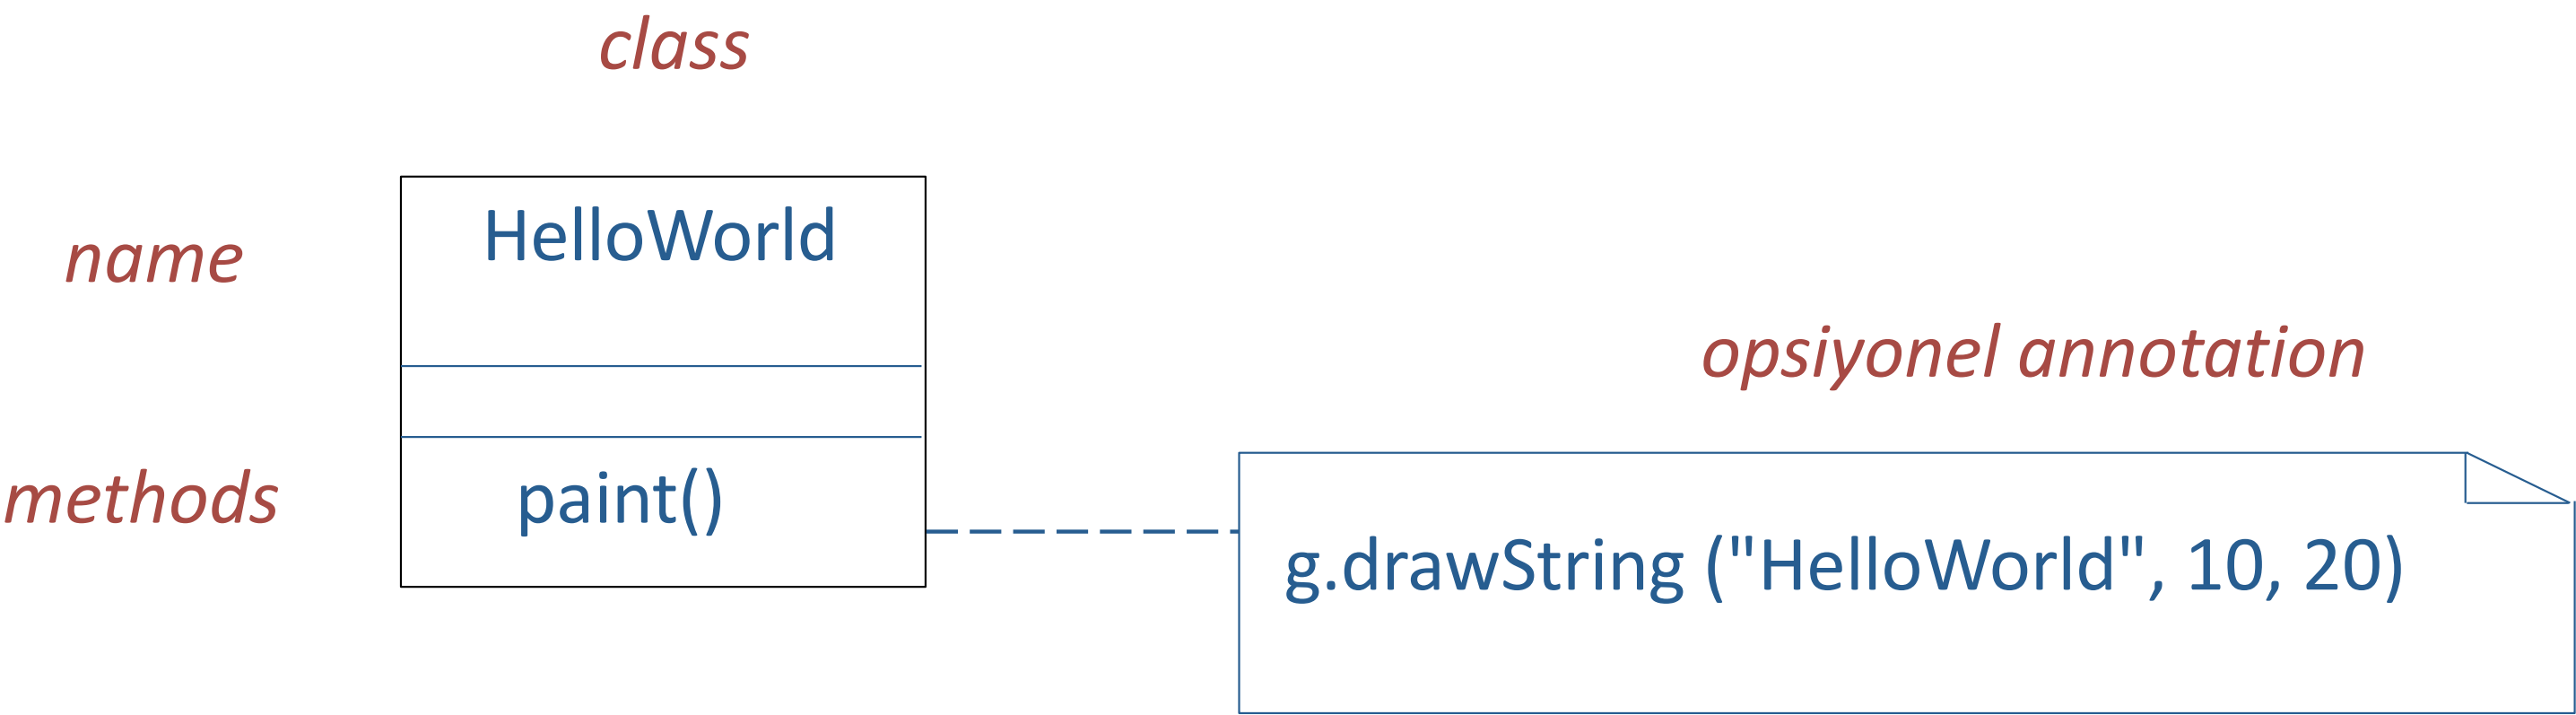 class
name
HelloWorld
opsiyonel annotation
methods
paint()
g.drawString ("HelloWorld", 10, 20)